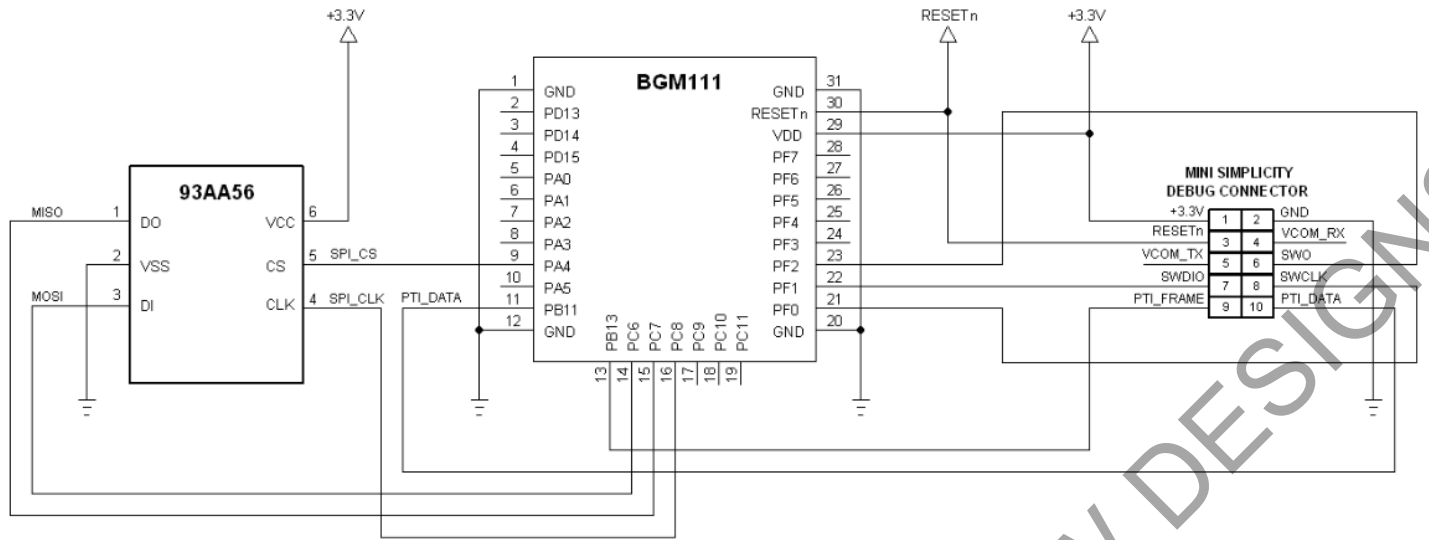 +3.3V
RESETn
+3.3V
BGM111
1 GND
2 PD13
3 PD14
4 PD15
5 PA0
6 PA1
7 PA2
8 PA3
9 PA4
10 PA5
11 PB11
12 GND
13 PB13
14 PC6
15 PC7
16 PC8
17 PC9
18 PC10
19 PC11
31 GND
30 RESETn
29 VDD
28 PF7
27 PF6
26 PF5
25 PF4
24 PF3
23 PF2
22 PF1
21 PF0
20 GND
93AA56
MISO 1 DO
2 VSS
MOSI 3 DI
VCC 6
CS 5 SPI_CS
CLK 4 SPI_CLK
PTI_DATA
MINI SIMPLICITY
DEBUG CONNECTOR
+3.3V 1 2 GND
RESETn 3 4 VCOM_RX
VCOM_TX 5 6 SWO
SWDIO 7 8 SWCLK
PTI_FRAME 9 10 PTI_DATA
DESIGNS